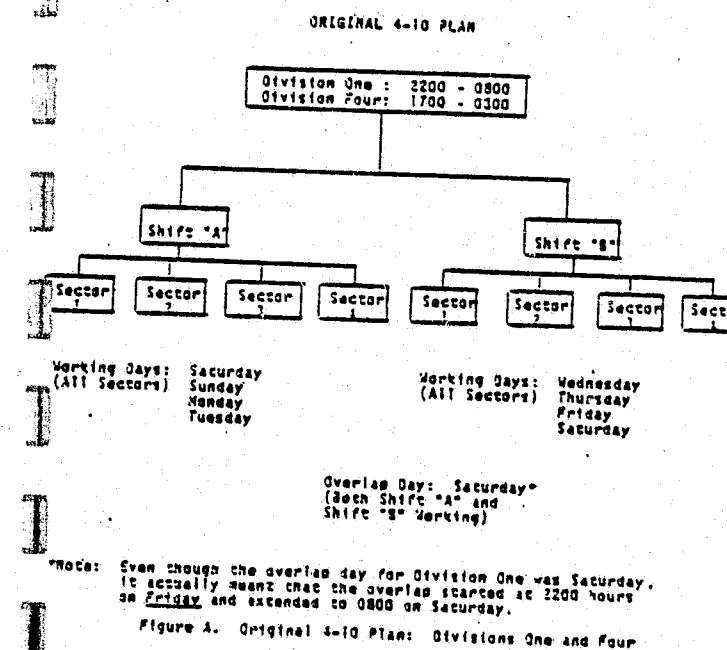 ORIGINAL 4-10 PLAN
Division One : 2200 - 0800
Division Four: 1700 - 0300
Shift "A"
Shift "B"
Sector 1
Sector 2
Sector 3
Sector 4
Sector 1
Sector 2
Sector 3
Sect
Working Days: Saturday
(All Sectors) Sunday
Monday
Tuesday
Working Days: Wednesday
(All Sectors) Thursday
Friday
Saturday
Overlap Day: Saturday*
(Both Shift "A" and
Shift "B" Working)
*Note: Even though the overlap day for Division One was Saturday,
it actually meant that the overlap started at 2200 hours
on Friday and extended to 0800 on Saturday.
Figure A. Original 4-10 Plan: Divisions One and Four